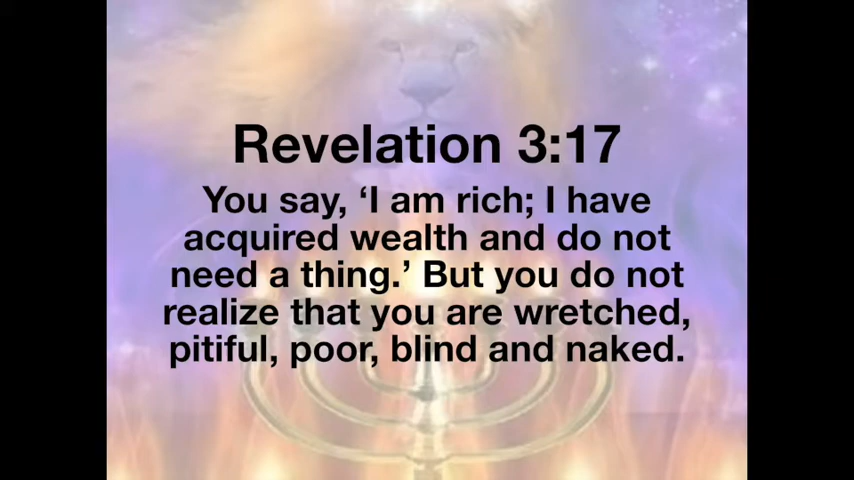 Revelation 3:17
You say, ‘I am rich; I have
acquired wealth and do not
need a thing.’ But you do not
realize that you are wretched,
pitiful, poor, blind and naked.